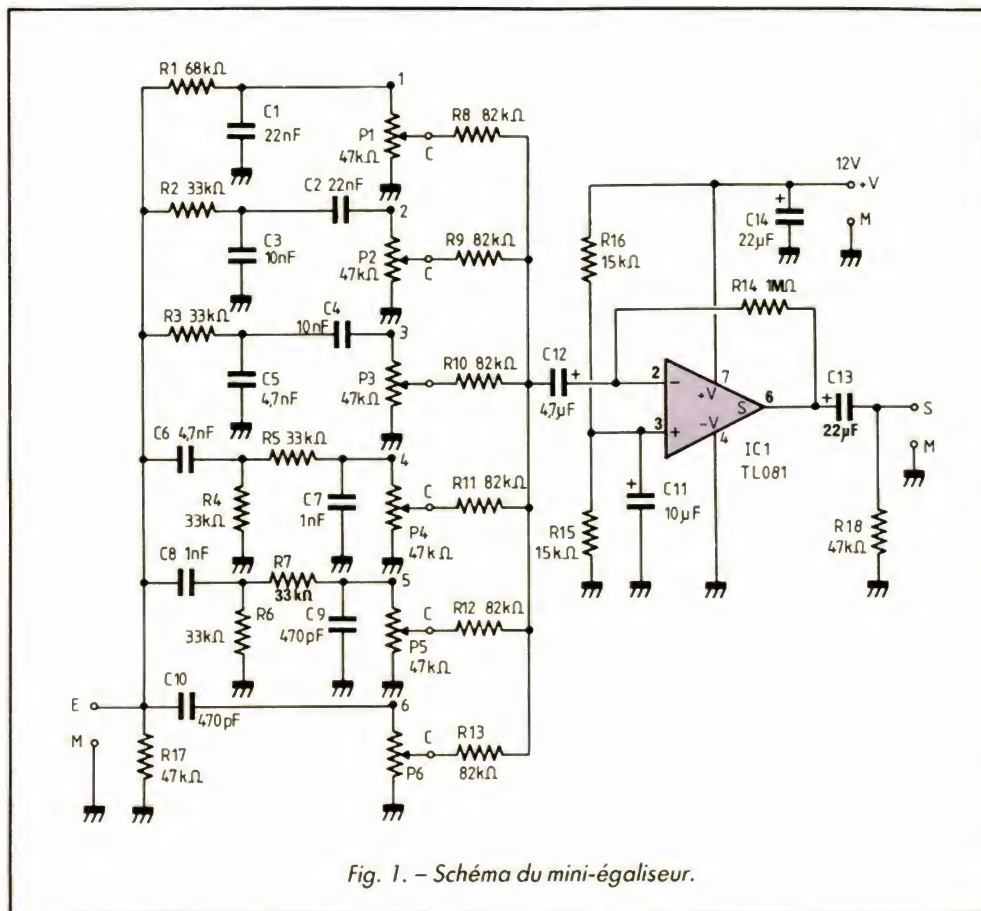 R1 68kΩ
1
C1
22nF
P1
47kΩ
C
R8 82kΩ
R2 33kΩ
C2 22nF
2
C3
10nF
P2
47kΩ
C
R9 82kΩ
R3 33kΩ
C4
10nF
3
C5
4,7nF
P3
47kΩ
C
R10 82kΩ
C6 4,7nF
R5 33kΩ
4
R4
33kΩ
C7
1nF
P4
47kΩ
C
R11 82kΩ
C8 1nF
R7
33kΩ
5
R6
33kΩ
C9
470pF
P5
47kΩ
C
R12 82kΩ
C10
470pF
6
E
M
R17
47kΩ
P6
C
R13
82kΩ
12V
+V
M
C14
22µF
+
R16
15kΩ
R14 1MΩ
C12
4,7µF
+
2
-
7
+V
S
6
3
+
-V
4
IC1
TL081
C13
22µF
+
S
M
R15
15kΩ
C11
10µF
+
R18
47kΩ
Fig. 1. – Schéma du mini-égaliseur.